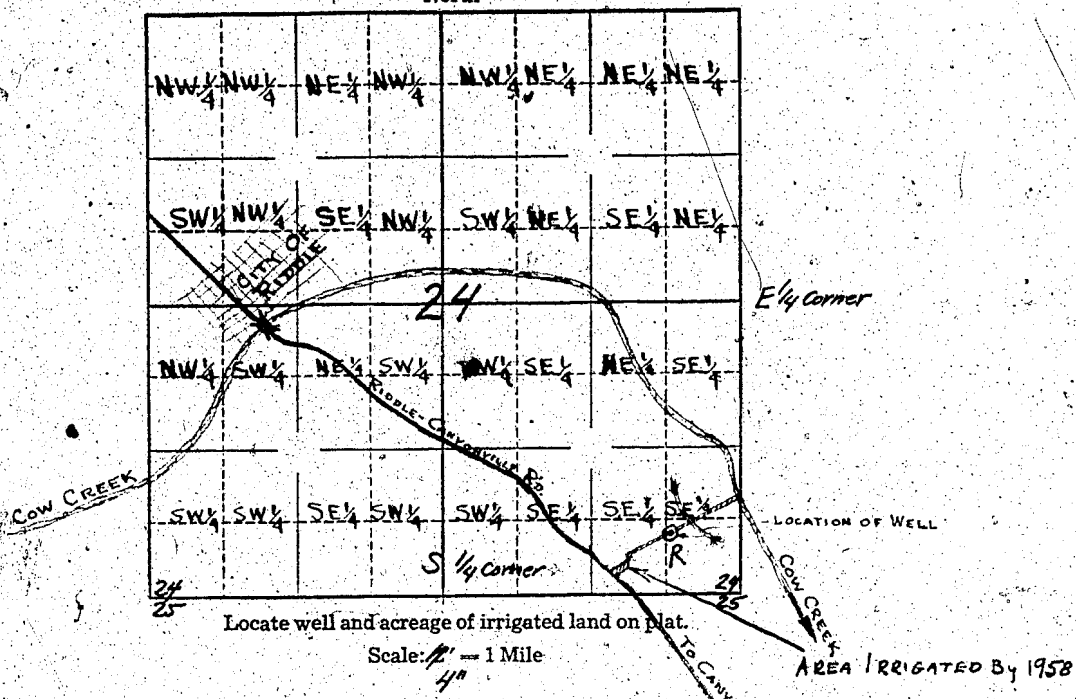 NW¼ NW¼ NE¼ NW¼ NW¼ NE¼ NE¼ NE¼
SW¼ NW¼ SE¼ NW¼ SW¼ NE¼ SE¼ NE¼
CITY OF
RIDDLE
24
E ¼ Corner
NW¼ SW¼ NE¼ SW¼ NW¼ SE¼ NE¼ SE¼
RIDDLE-CANYONVILLE RD.
COW CREEK
SW¼ SW¼ SE¼ SW¼ SW¼ SE¼ SE¼ SE¼
LOCATION OF WELL
R
S ¼ Corner
COW CREEK
24
25
24
25
Locate well and acreage of irrigated land on plat.
Scale: = 1 Mile
4"
TO
AREA IRRIGATED BY 1958